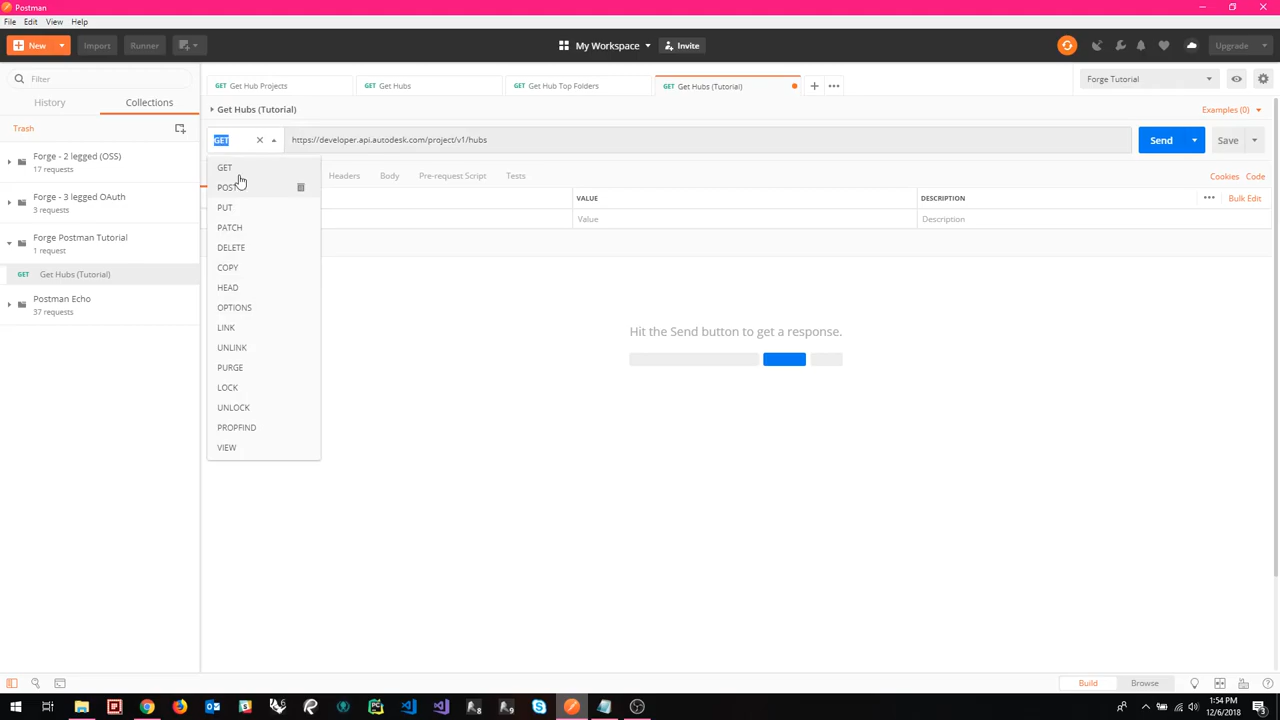 Postman
File Edit View Help
New Import Runner My Workspace Invite Upgrade
Filter
History Collections
Trash
Forge - 2 legged (OSS)
17 requests
Forge - 3 legged OAuth
3 requests
Forge Postman Tutorial
1 request
GET Get Hubs (Tutorial)
Postman Echo
37 requests
GET Get Hub Projects GET Get Hubs GET Get Hub Top Folders GET Get Hubs (Tutorial) Forge Tutorial
Get Hubs (Tutorial) Examples (0)
GET https://developer.api.autodesk.com/project/v1/hubs Send Save
Headers Body Pre-request Script Tests Cookies Code
VALUE DESCRIPTION Bulk Edit
Value Description
GET
POST
PUT
PATCH
DELETE
COPY
HEAD
OPTIONS
LINK
UNLINK
PURGE
LOCK
UNLOCK
PROPFIND
VIEW
Hit the Send button to get a response.
Build Browse
1:54 PM
12/6/2018